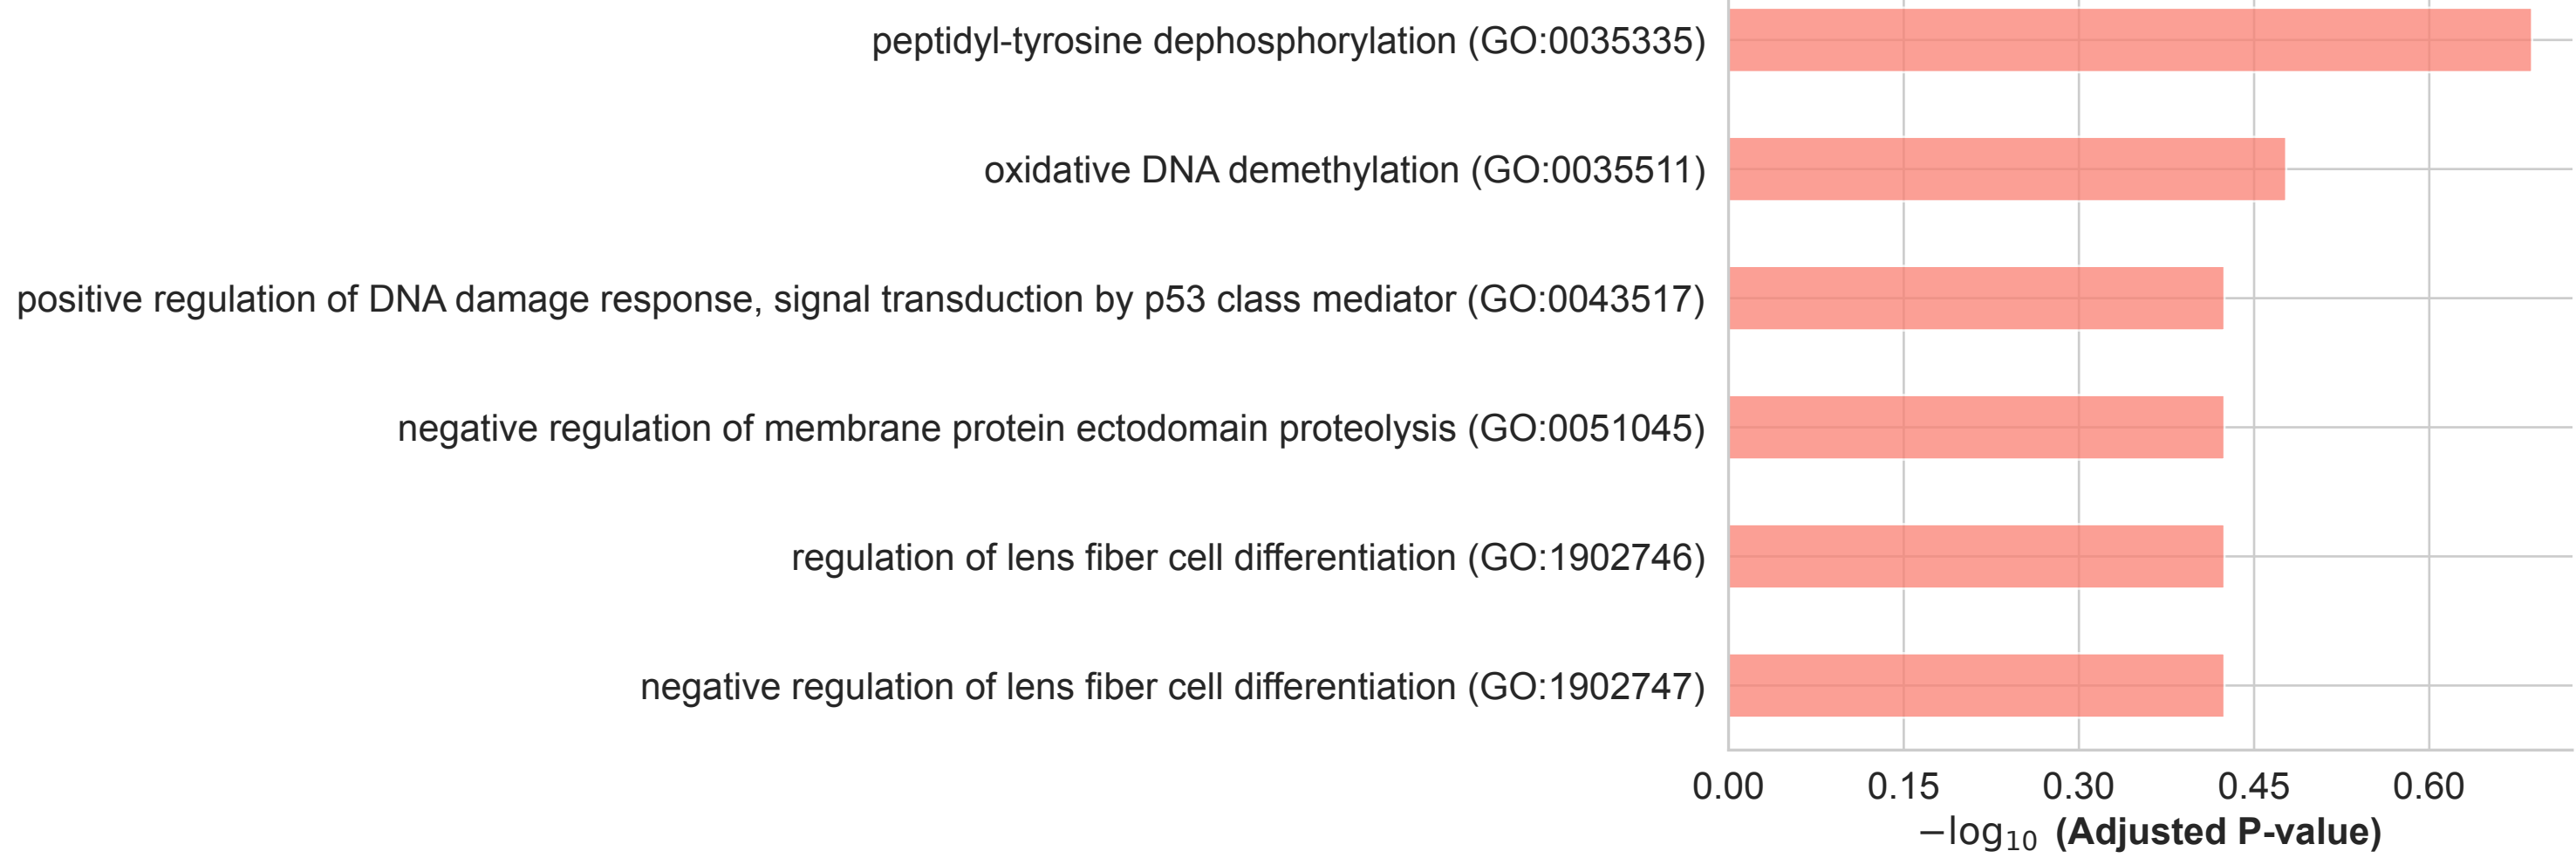 peptidyl-tyrosine dephosphorylation (GO:0035335)
oxidative DNA demethylation (GO:0035511)
positive regulation of DNA damage response, signal transduction by p53 class mediator (GO:0043517)
negative regulation of membrane protein ectodomain proteolysis (GO:0051045)
regulation of lens fiber cell differentiation (GO:1902746)
negative regulation of lens fiber cell differentiation (GO:1902747)
0.00 0.15 0.30 0.45 0.60
−log₁₀ (Adjusted P-value)